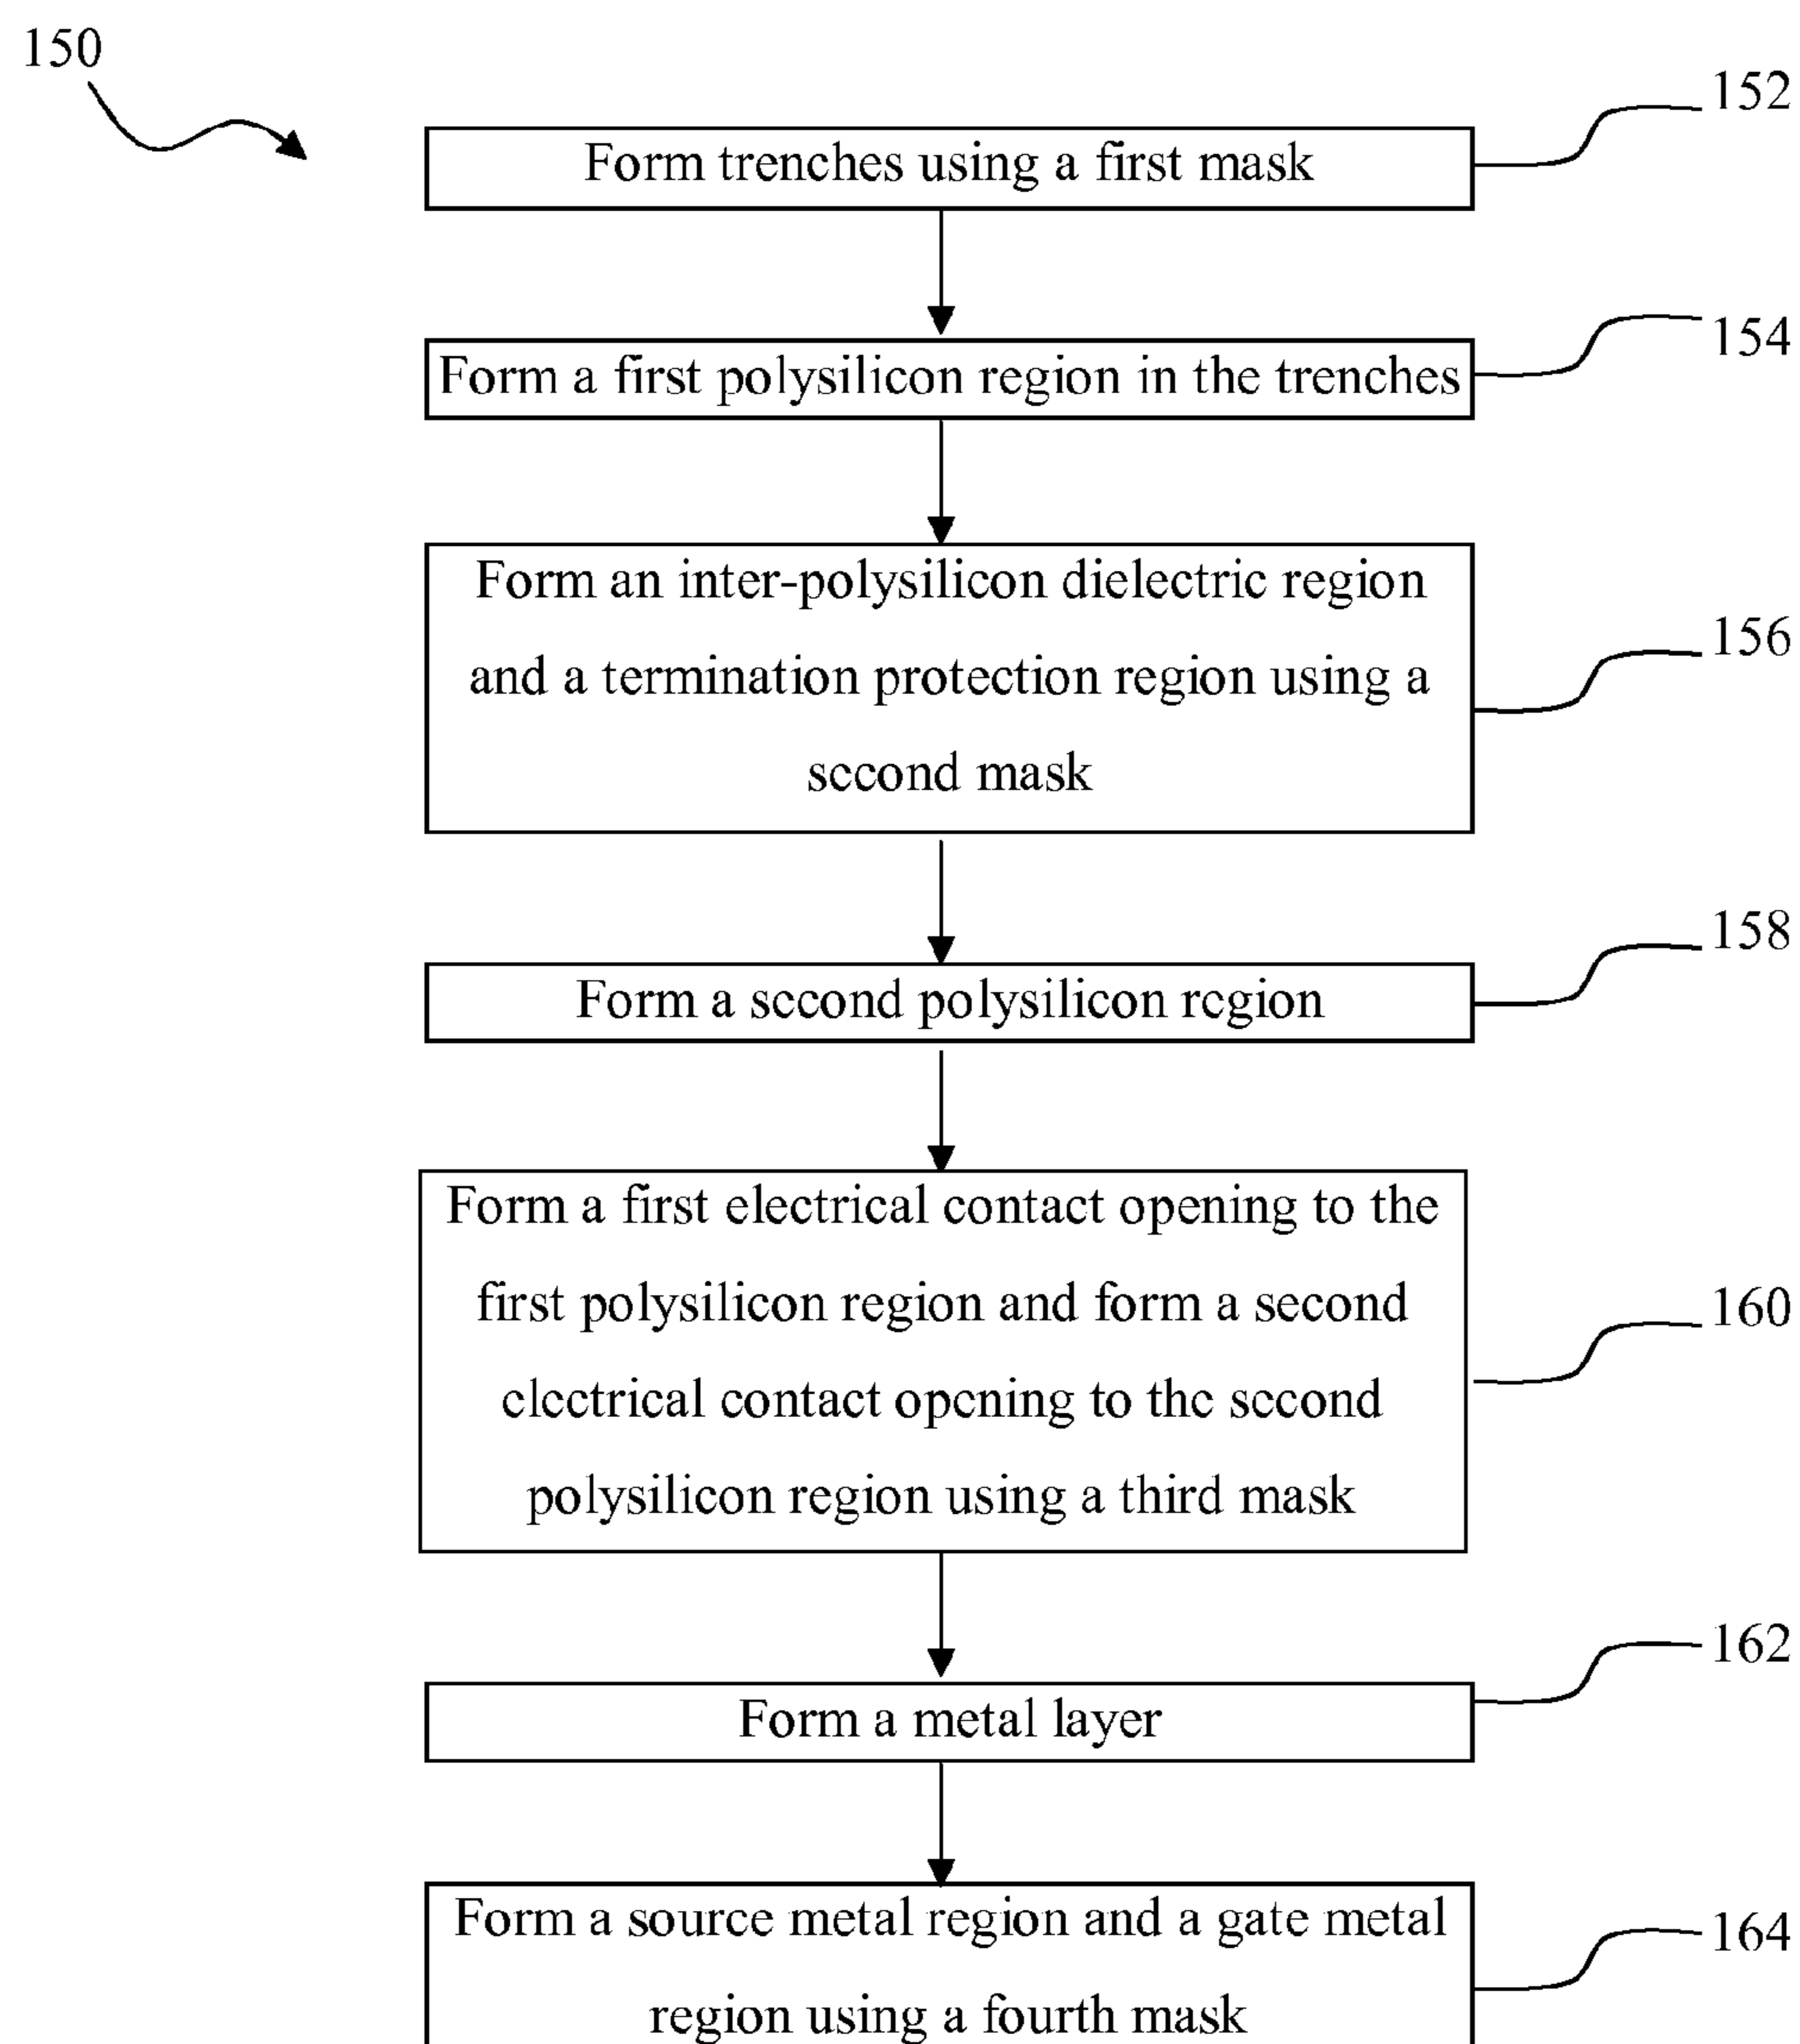 150
152
Form trenches using a first mask
154
Form a first polysilicon region in the trenches
Form an inter-polysilicon dielectric region
156
and a termination protection region using a
second mask
158
Form a second polysilicon region
Form a first electrical contact opening to the
first polysilicon region and form a second
160
electrical contact opening to the second
polysilicon region using a third mask
162
Form a metal layer
Form a source metal region and a gate metal
164
region using a fourth mask